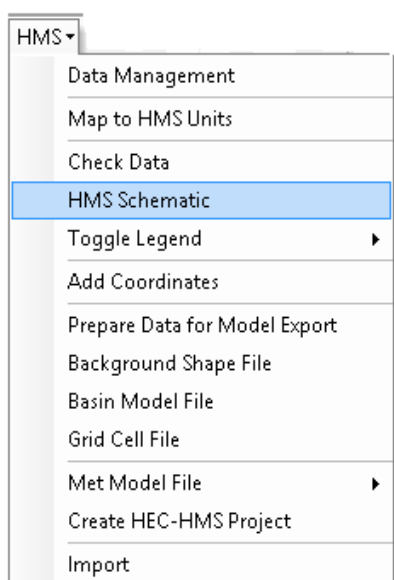 HMS
Data Management
Map to HMS Units
Check Data
HMS Schematic
Toggle Legend
Add Coordinates
Prepare Data for Model Export
Background Shape File
Basin Model File
Grid Cell File
Met Model File
Create HEC-HMS Project
Import